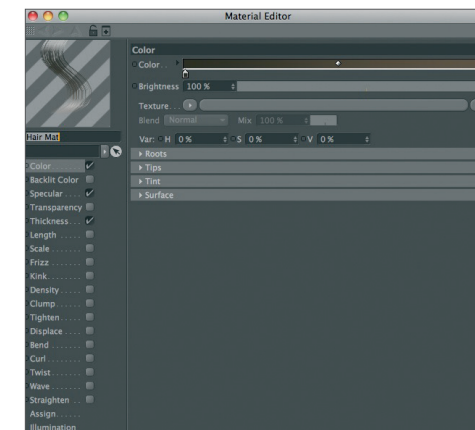 Material Editor
Color
Color . .
Brightness 100 %
Texture . . .
Blend Normal Mix 100 %
Var: H 0 % S 0 % V 0 %
Roots
Tips
Tint
Surface
Hair Mat
Color . . . . . . .
Backlit Color
Specular . . . .
Transparency
Thickness . . .
Length . . . . .
Scale . . . . . . .
Frizz . . . . . . .
Kink . . . . . . . .
Density . . . . .
Clump . . . . . .
Tighten . . . . .
Displace . . . .
Bend . . . . . . .
Curl . . . . . . . .
Twist . . . . . . .
Wave . . . . . . .
Straighten . .
Assign . . . . . .
Illumination